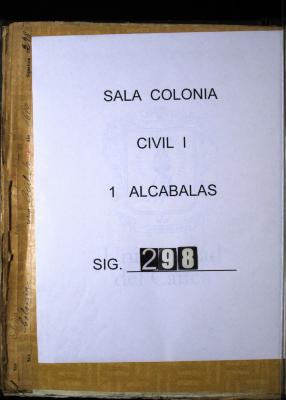 SALA COLONIA
CIVIL I
1 ALCABALAS
SIG. 298